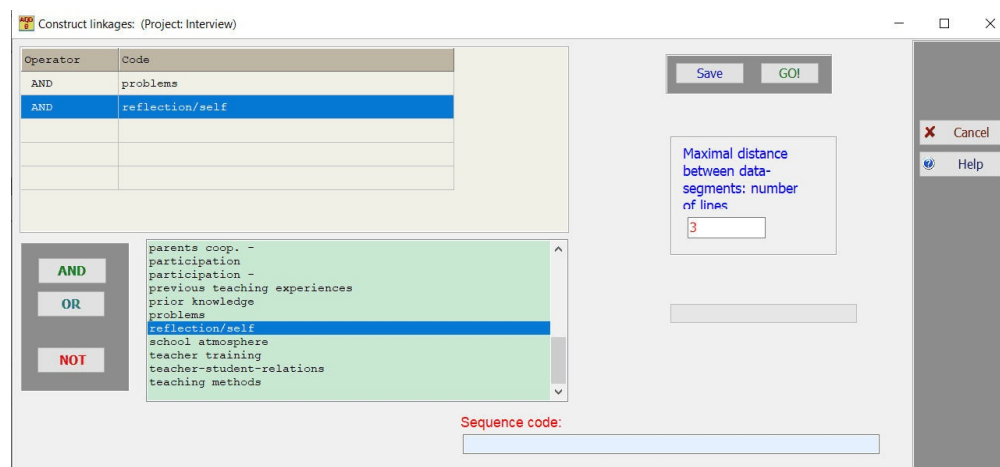 AQD
8
Construct linkages: (Project: Interview)
Operator Code
AND problems
AND reflection/self
Save GO!
Cancel
Help
Maximal distance
between data-
segments: number
of lines
3
AND
OR
NOT
parents coop. -
participation
participation -
previous teaching experiences
prior knowledge
problems
reflection/self
school atmosphere
teacher training
teacher-student-relations
teaching methods
Sequence code: